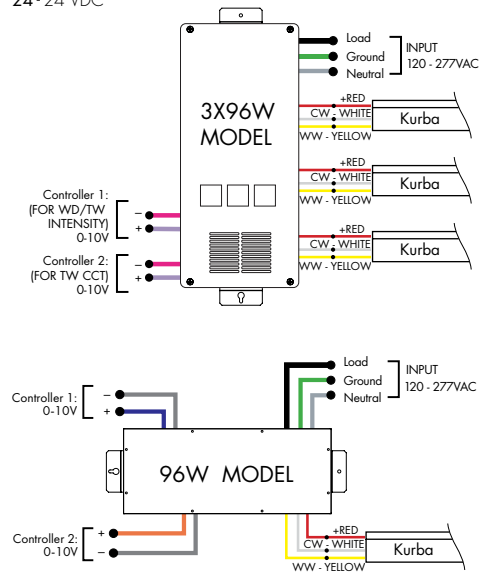 24 - 24 VDC
Load
Ground
Neutral
INPUT
120 - 277VAC
3X96W
MODEL
+RED
CW - WHITE
WW - YELLOW
Kurba
+RED
CW - WHITE
WW - YELLOW
Kurba
+RED
CW - WHITE
WW - YELLOW
Kurba
Controller 1:
(FOR WD/TW
INTENSITY)
0-10V
–
+
Controller 2:
(FOR TW CCT)
0-10V
–
+
Load
Ground
Neutral
INPUT
120 - 277VAC
Controller 1:
0-10V
–
+
96W MODEL
Controller 2:
0-10V
+
–
+RED
CW - WHITE
WW - YELLOW
Kurba